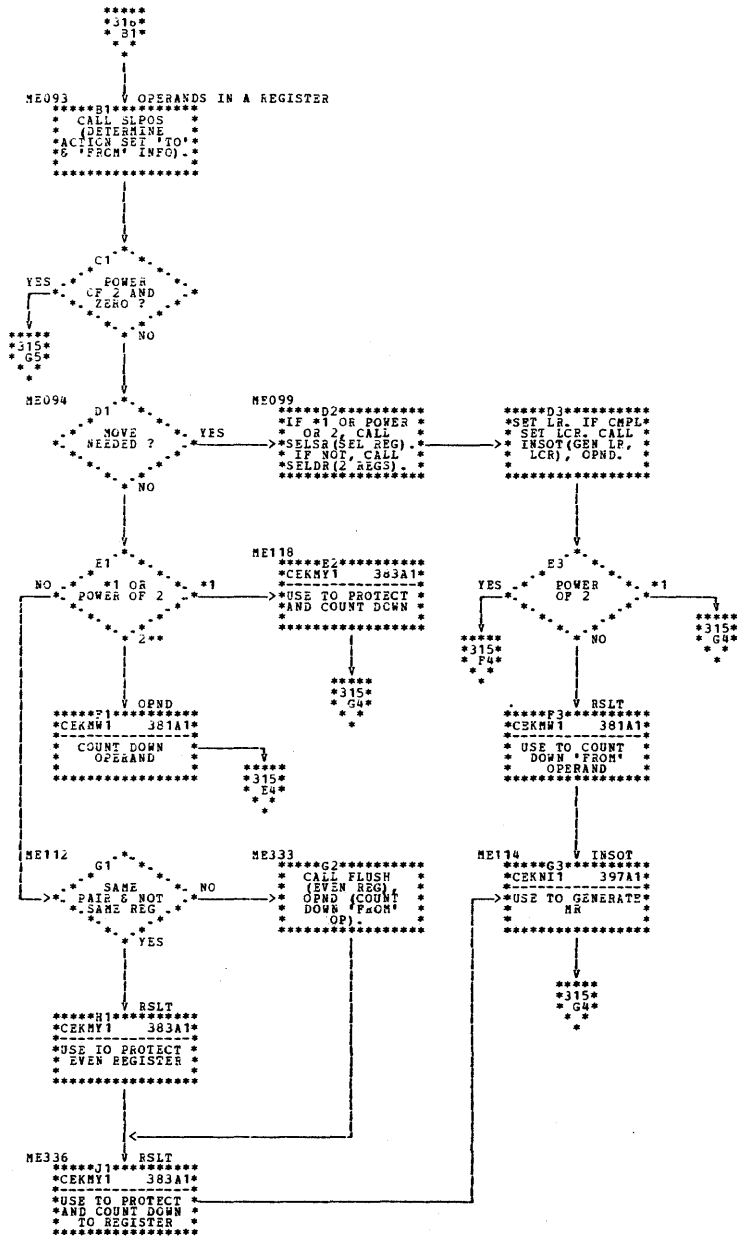 *****
*316*
* B1*
* *
*
ME093 OPERANDS IN A REGISTER
*****B1**********
* CALL SLPOS *
* (DETERMINE *
*ACTION SET 'TO'*
*& 'FROM' INFO). *
*****************
C1
POWER
OF 2 AND
ZERO ?
YES
NO
*****
*315*
* G5*
* *
*
ME094
D1
MOVE
NEEDED ?
YES
NO
ME099
*****D2**********
*IF *1 OR POWER *
* OR 2, CALL *
*SELSR(SEL REG).*
* IF NOT, CALL *
*SELDR(2 REGS). *
*****************
*****D3**********
*SET LR. IF CMPL*
* SET LCR. CALL *
* INSOT(GEN LR, *
* LCR), OPND. *
*****************
E1
*1 OR
POWER OF 2
NO
*1
2**
ME118
*****E2**********
*CEKMY1 383A1*
*USE TO PROTECT *
*AND COUNT DOWN *
*****************
*****
*315*
* G4*
* *
*
E3
POWER
OF 2
YES
*1
NO
*****
*315*
* F4*
* *
*
*****
*315*
* G4*
* *
*
OPND
*****F1**********
*CEKMW1 381A1*
* COUNT DOWN *
* OPERAND *
*****************
*****
*315*
* E4*
* *
*
RSLT
*****F3**********
*CEKMW1 381A1*
* USE TO COUNT *
* DOWN 'FROM' *
* OPERAND *
*****************
ME112
G1
SAME
PAIR & NOT
SAME REG
NO
YES
ME333
*****G2**********
* CALL FLUSH *
* (EVEN REG), *
* OPND (COUNT *
* DOWN 'FROM' *
* OP). *
*****************
ME114 INSOT
*****G3**********
*CEKNI1 397A1*
*USE TO GENERATE*
* MR *
*****************
*****
*315*
* G4*
* *
*
RSLT
*****H1**********
*CEKMY1 383A1*
*USE TO PROTECT *
* EVEN REGISTER *
*****************
ME336 RSLT
*****J1**********
*CEKMY1 383A1*
*USE TO PROTECT *
*AND COUNT DOWN *
* TO REGISTER *
*****************